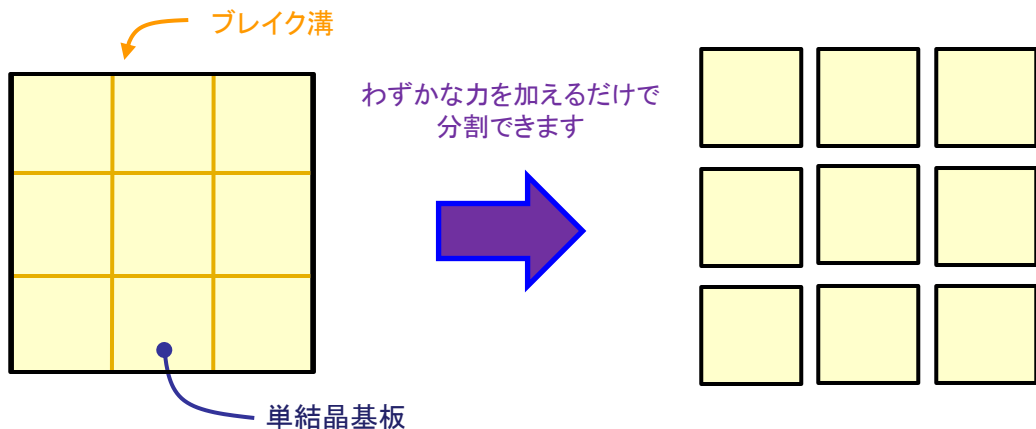 ブレイク溝
わずかな力を加えるだけで
分割できます
単結晶基板